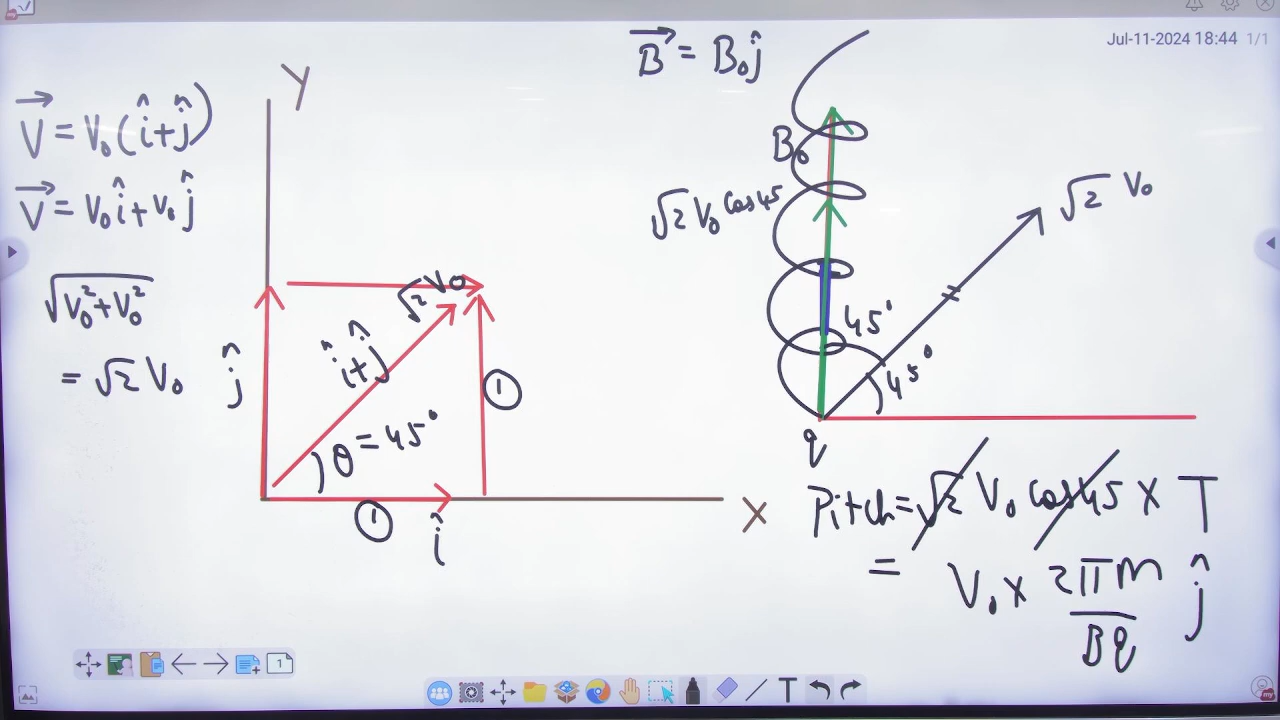 Jul-11-2024 18:44 1/1
V⃗ = V₀(î+ĵ)
V⃗ = V₀î+V₀ĵ
√(V₀²+V₀²)
= √2 V₀
Y
ĵ
î+ĵ
√2 V₀
①
θ = 45°
①
î
X
B⃗ = B₀ĵ
B₀
√2 V₀ cos45
√2 V₀
45°
45°
q
Pitch = √2 V₀ cos45 x T
= V₀ x 2πm/Bq ĵ
1
T